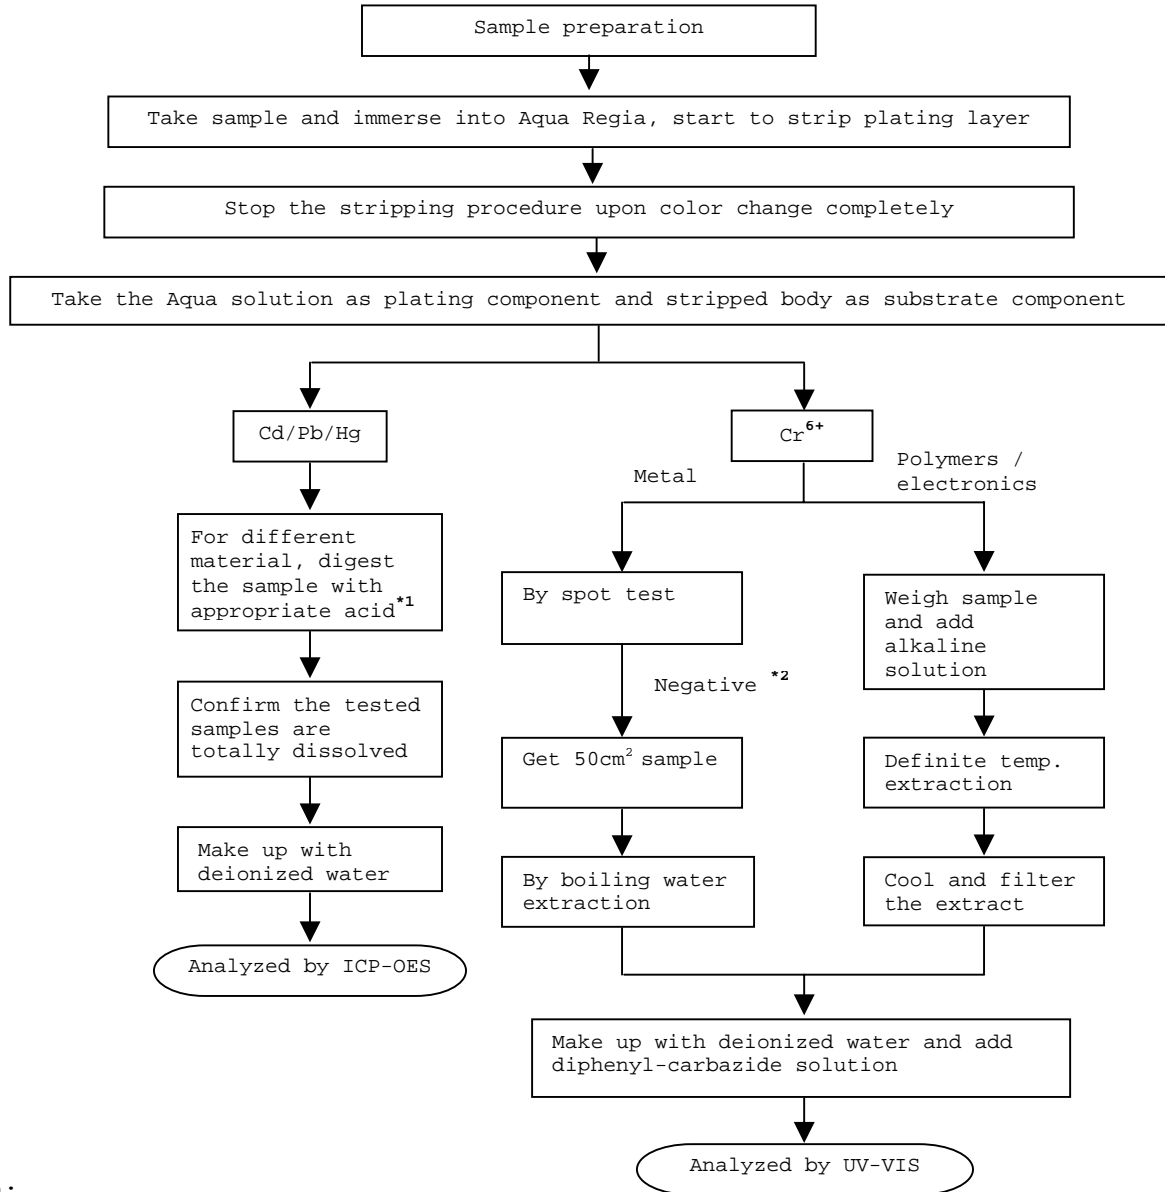 Sample preparation
Take sample and immerse into Aqua Regia, start to strip plating layer
Stop the stripping procedure upon color change completely
Take the Aqua solution as plating component and stripped body as substrate component
Cd/Pb/Hg
For different
material, digest
the sample with
appropriate acid*1
Confirm the tested
samples are
totally dissolved
Make up with
deionized water
Analyzed by ICP-OES
Cr6+
Metal
Polymers /
electronics
By spot test
Negative *2
Get 50cm² sample
By boiling water
extraction
Weigh sample
and add
alkaline
solution
Definite temp.
extraction
Cool and filter
the extract
Make up with deionized water and add
diphenyl-carbazide solution
Analyzed by UV-VIS